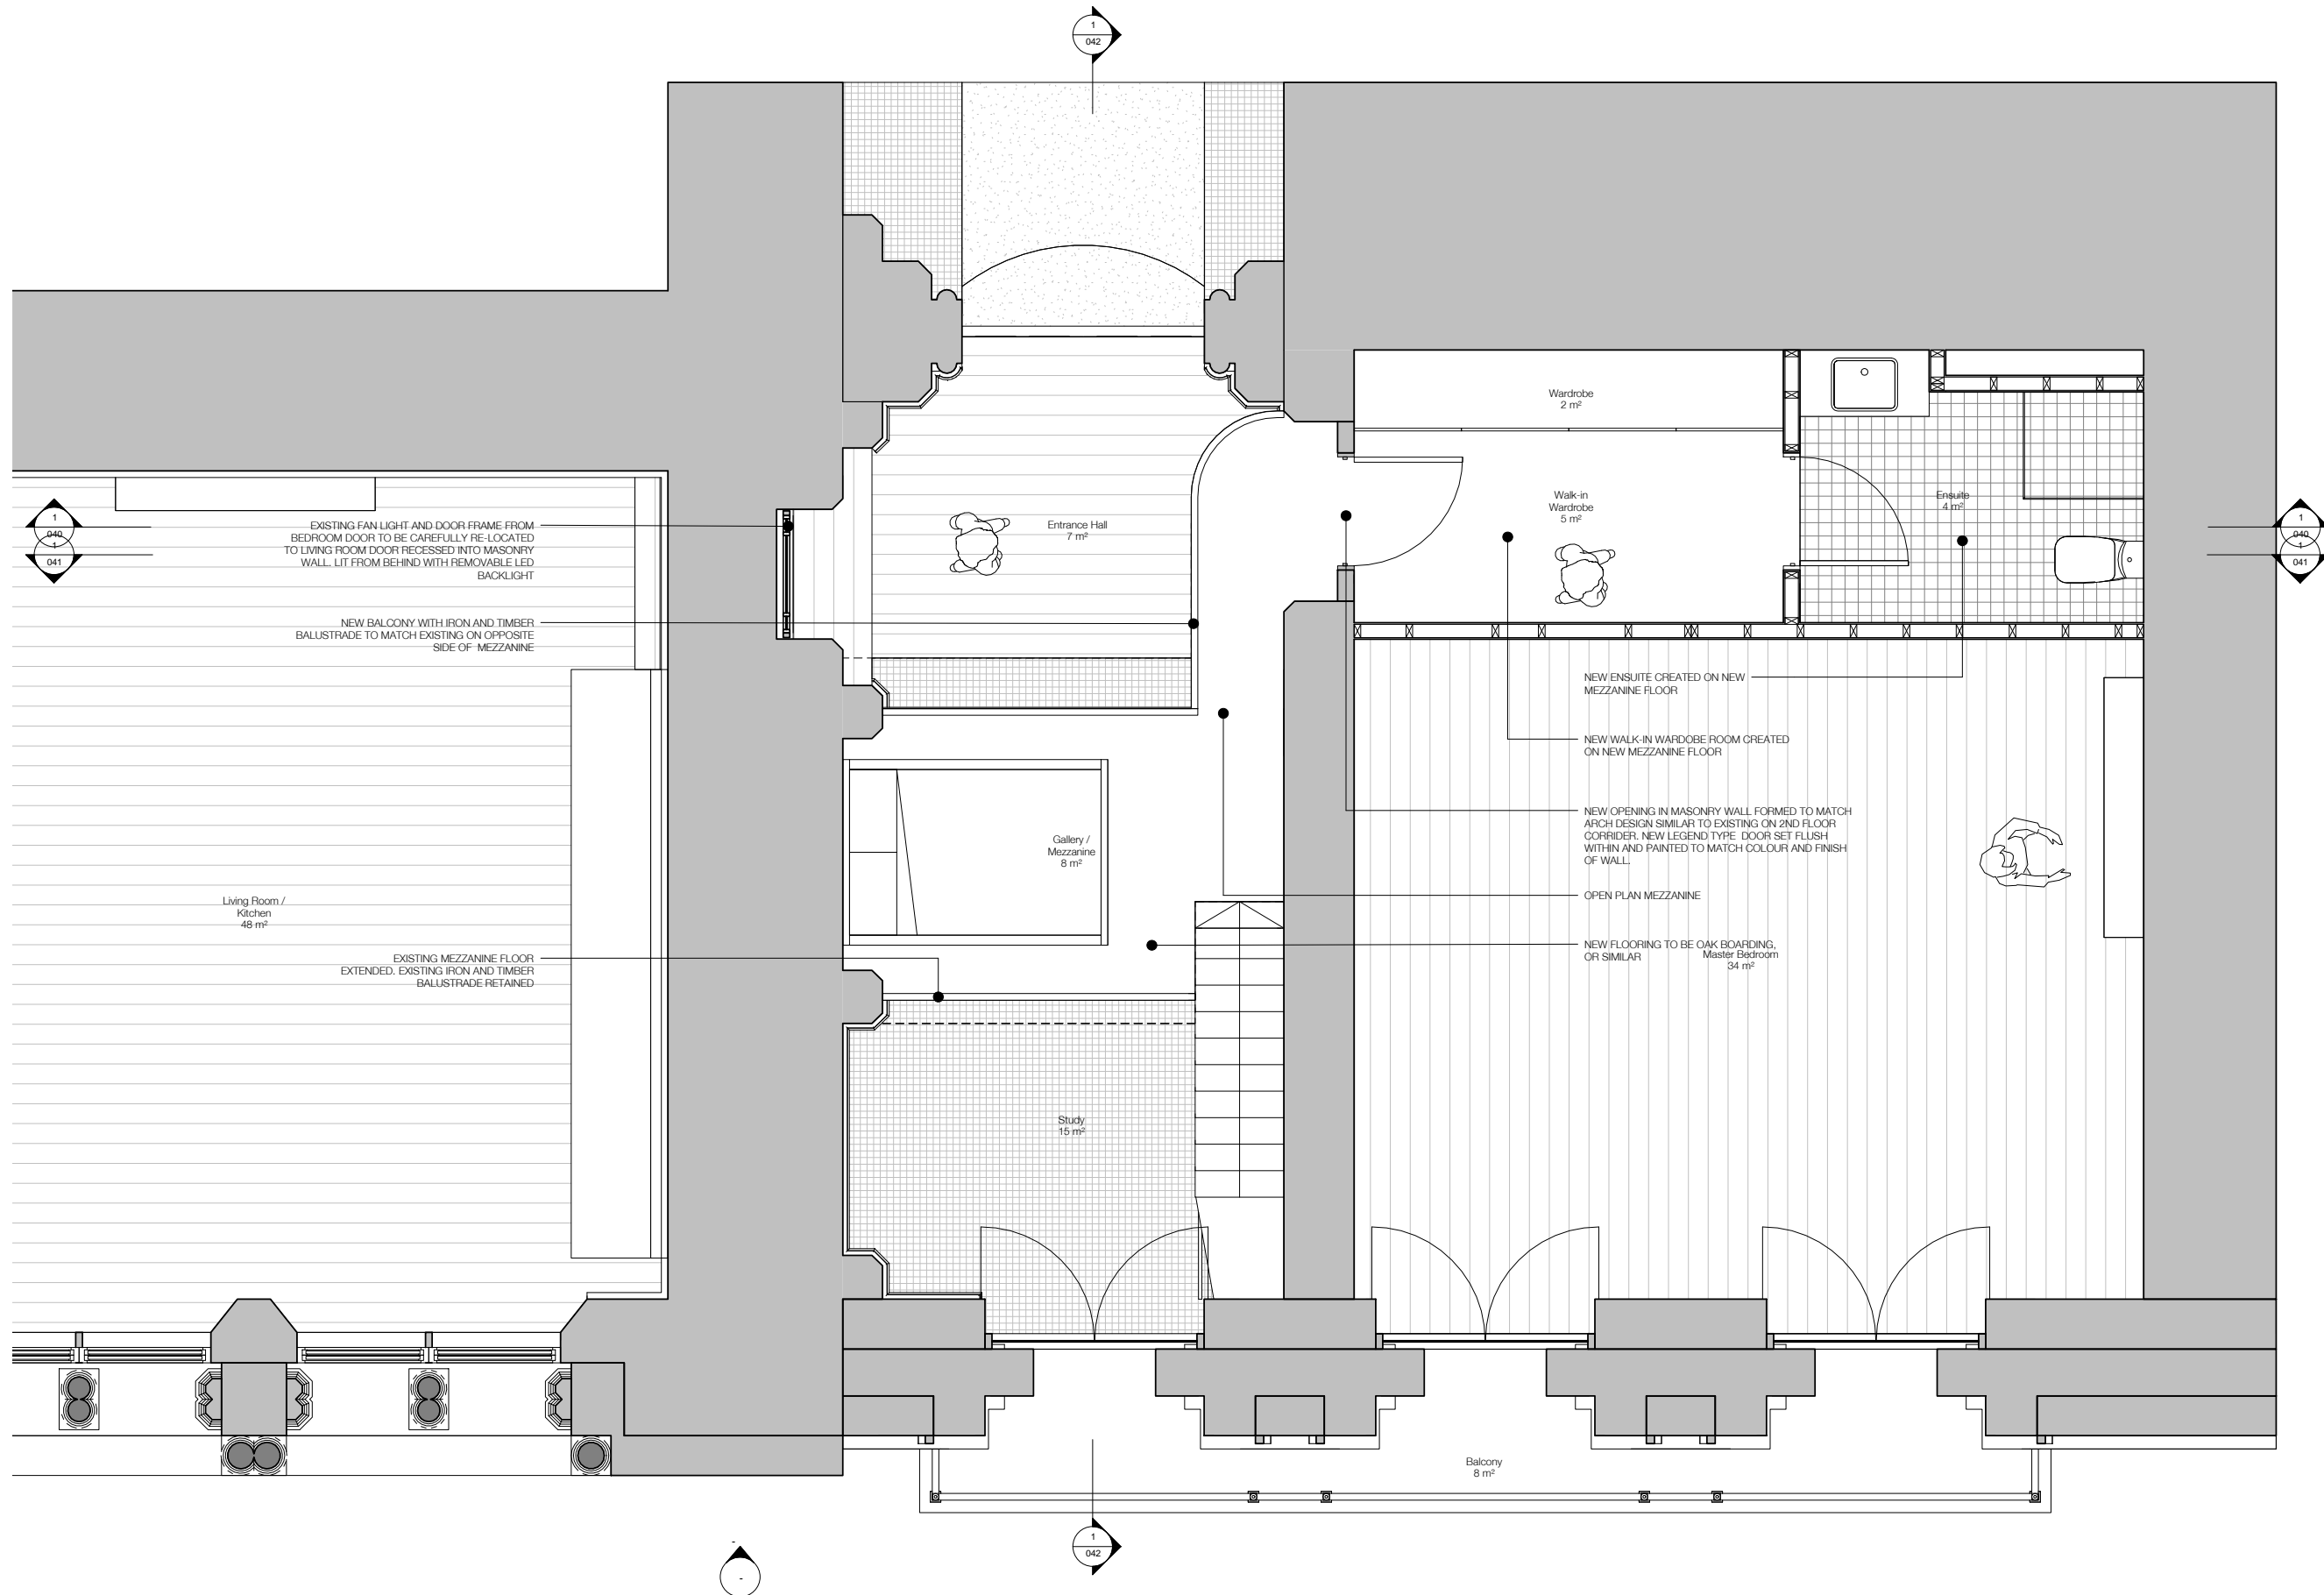 1
042
Wardrobe
2 m²
Walk-in
Wardrobe
5 m²
Ensuite
4 m²
1
040
1
041
EXISTING FAN LIGHT AND DOOR FRAME FROM
BEDROOM DOOR TO BE CAREFULLY RE-LOCATED
TO LIVING ROOM DOOR RECESSED INTO MASONRY
WALL. LIT FROM BEHIND WITH REMOVABLE LED
BACKLIGHT
Entrance Hall
7 m²
1
040
1
041
NEW BALCONY WITH IRON AND TIMBER
BALUSTRADE TO MATCH EXISTING ON OPPOSITE
SIDE OF MEZZANINE
NEW ENSUITE CREATED ON NEW
MEZZANINE FLOOR
NEW WALK-IN WARDOBE ROOM CREATED
ON NEW MEZZANINE FLOOR
NEW OPENING IN MASONRY WALL FORMED TO MATCH
ARCH DESIGN SIMILAR TO EXISTING ON 2ND FLOOR
CORRIDER. NEW LEGEND TYPE DOOR SET FLUSH
WITHIN AND PAINTED TO MATCH COLOUR AND FINISH
OF WALL.
Gallery /
Mezzanine
8 m²
OPEN PLAN MEZZANINE
Living Room /
Kitchen
48 m²
NEW FLOORING TO BE OAK BOARDING,
OR SIMILAR
Master Bedroom
34 m²
EXISTING MEZZANINE FLOOR
EXTENDED. EXISTING IRON AND TIMBER
BALUSTRADE RETAINED
Study
15 m²
Balcony
8 m²
1
042
-
-